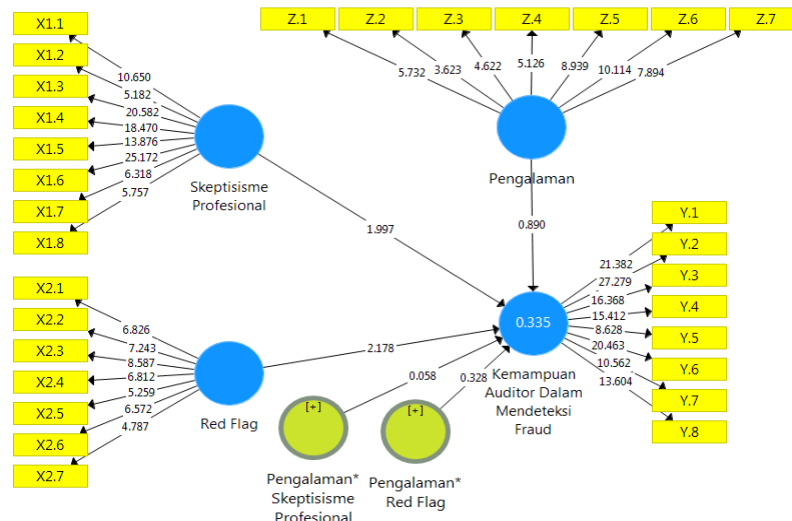 Z.1 Z.2 Z.3 Z.4 Z.5 Z.6 Z.7
X1.1
X1.2
X1.3
X1.4
X1.5
X1.6
X1.7
X1.8
10.650
5.182
20.582
18.470
13.876
25.172
6.318
5.757
Skeptisisme
Profesional
5.732
3.623
4.622
5.126
8.939
10.114
7.894
Pengalaman
1.997
0.890
X2.1
X2.2
X2.3
X2.4
X2.5
X2.6
X2.7
6.826
7.243
8.587
6.812
5.259
6.572
4.787
Red Flag
2.178
0.058
0.328
[+]
Pengalaman*
Skeptisisme
Profesional
[+]
Pengalaman*
Red Flag
0.335
Kemampuan
Auditor Dalam
Mendeteksi
Fraud
21.382
27.279
16.368
15.412
8.628
20.463
10.562
13.604
Y.1
Y.2
Y.3
Y.4
Y.5
Y.6
Y.7
Y.8